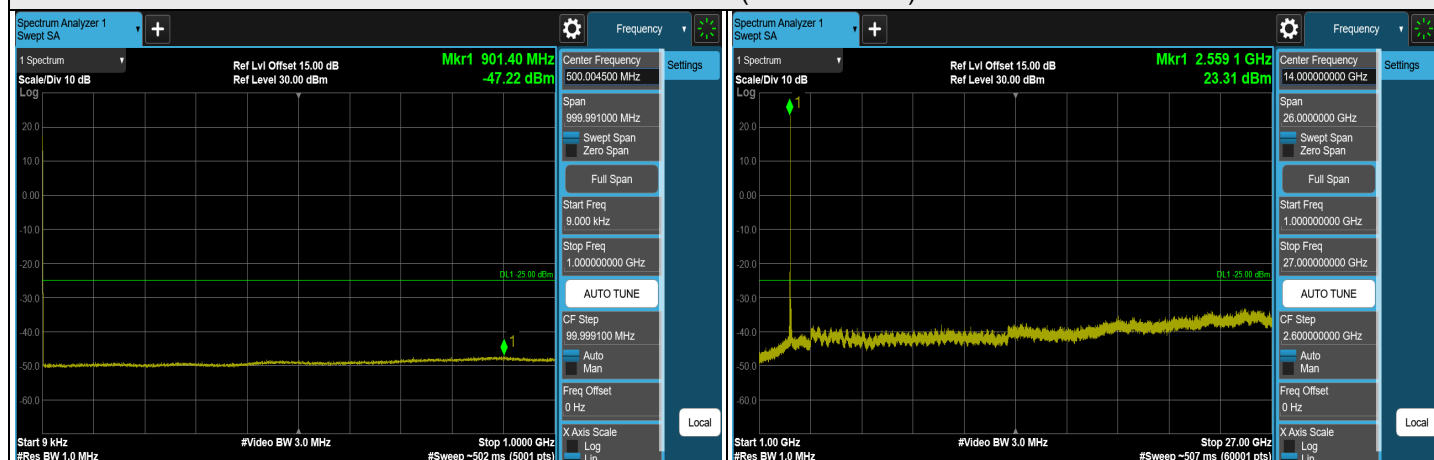 Spectrum Analyzer 1
Swept SA
+
Frequency
1 Spectrum
Scale/Div 10 dB
Log
Ref Lvl Offset 15.00 dB
Ref Level 30.00 dBm
Mkr1 901.40 MHz
-47.22 dBm
20.0
10.0
0.00
-10.0
-20.0
-30.0
-40.0
-50.0
-60.0
DL1 -25.00 dBm
1
Start 9 kHz
#Res BW 1.0 MHz
#Video BW 3.0 MHz
Stop 1.0000 GHz
#Sweep ~502 ms (5001 pts)
Center Frequency
500.004500 MHz
Settings
Span
999.991000 MHz
Swept Span
Zero Span
Full Span
Start Freq
9.000 kHz
Stop Freq
1.000000000 GHz
AUTO TUNE
CF Step
99.999100 MHz
Auto
Man
Freq Offset
0 Hz
X Axis Scale
Log
Lin
Local
Spectrum Analyzer 1
Swept SA
+
Frequency
1 Spectrum
Scale/Div 10 dB
Log
Ref Lvl Offset 15.00 dB
Ref Level 30.00 dBm
Mkr1 2.559 1 GHz
23.31 dBm
1
20.0
10.0
0.00
-10.0
-20.0
-30.0
-40.0
-50.0
-60.0
DL1 -25.00 dBm
Start 1.00 GHz
#Res BW 1.0 MHz
#Video BW 3.0 MHz
Stop 27.00 GHz
#Sweep ~507 ms (60001 pts)
Center Frequency
14.000000000 GHz
Settings
Span
26.0000000 GHz
Swept Span
Zero Span
Full Span
Start Freq
1.000000000 GHz
Stop Freq
27.000000000 GHz
AUTO TUNE
CF Step
2.600000000 GHz
Auto
Man
Freq Offset
0 Hz
X Axis Scale
Log
Lin
Local